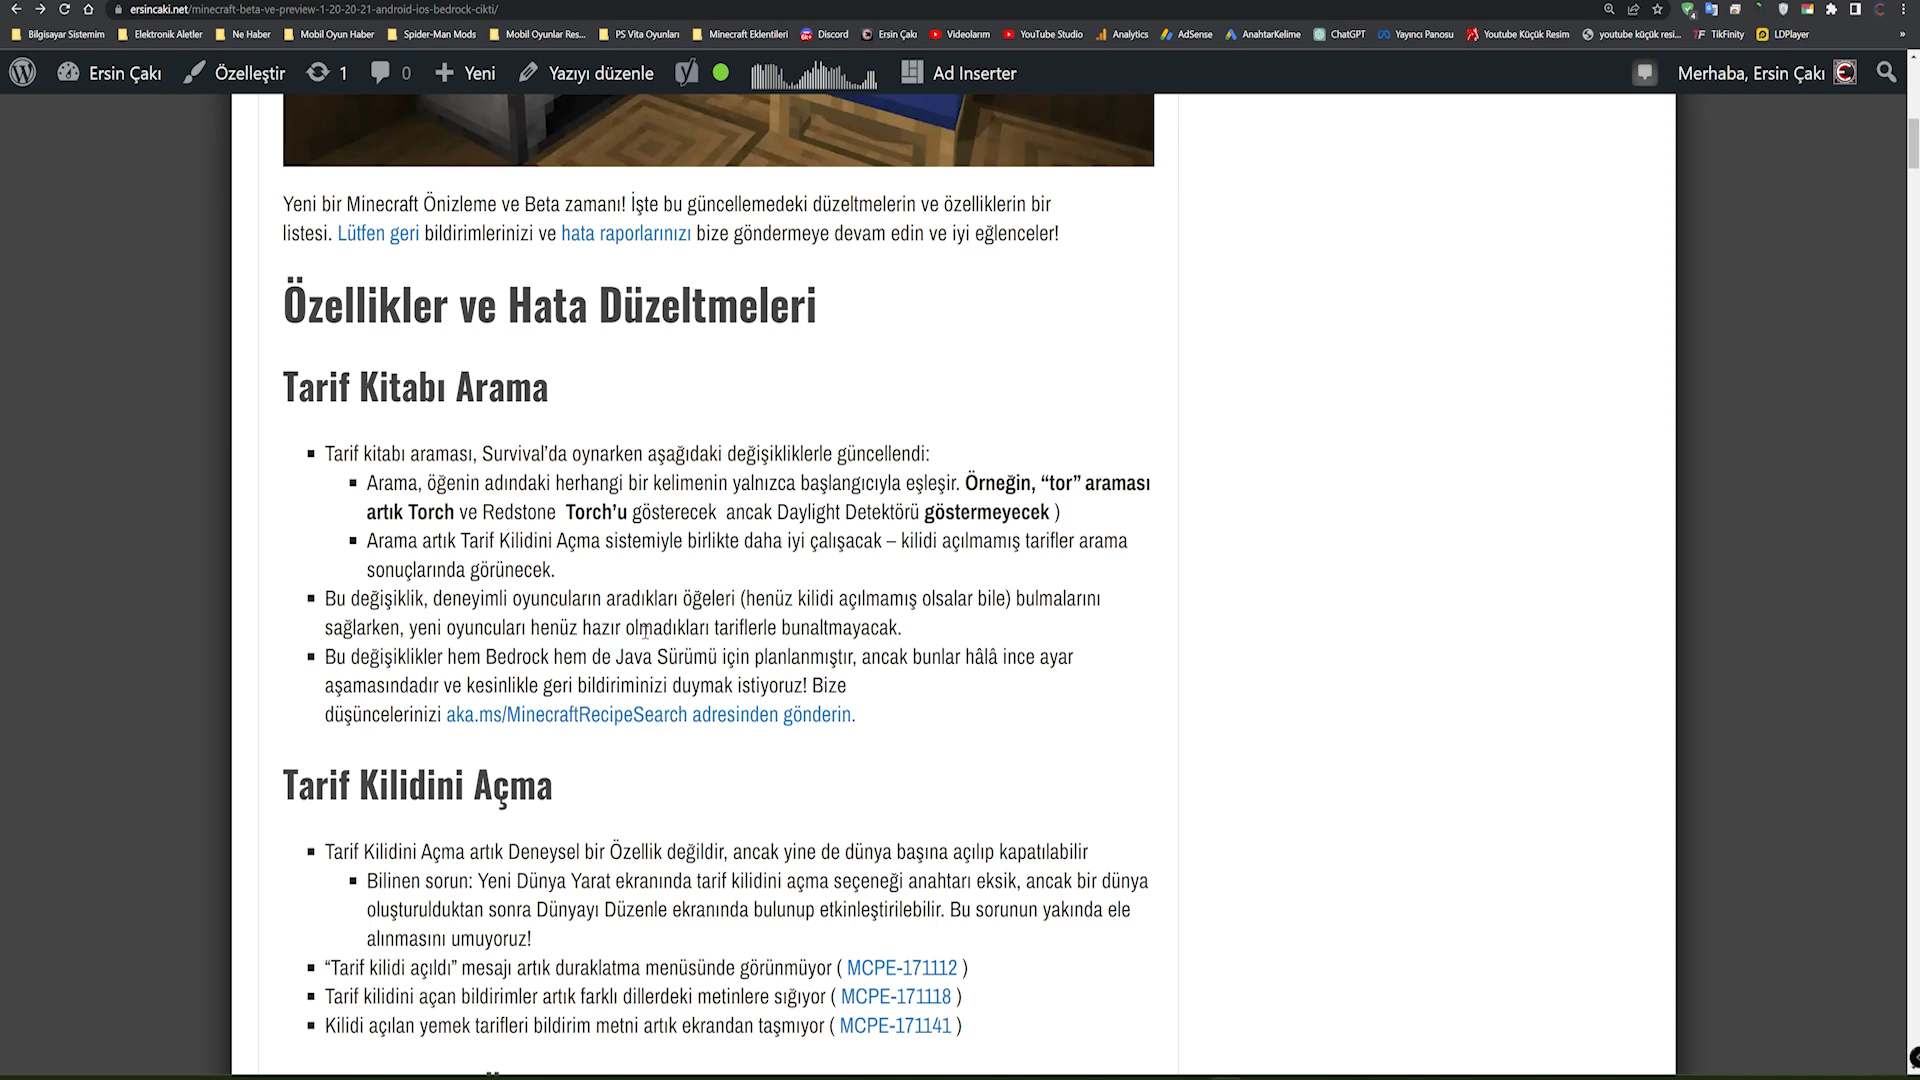 ersincaki.net/minecraft-beta-ve-preview-1-20-20-21-android-ios-bedrock-cikti/
Bilgisayar Sistemim Elektronik Aletler Ne Haber Mobil Oyun Haber Spider-Man Mods Mobil Oyunlar Res... PS Vita Oyunları Minecraft Eklentileri Discord Ersin Çakı Videolarım YouTube Studio Analytics AdSense AnahtarKelime ChatGPT Yayıncı Panosu Youtube Küçük Resim youtube küçük resi... TikFinity LDPlayer »
Ersin Çakı Özelleştir 1 0 Yeni Yazıyı düzenle Ad Inserter Merhaba, Ersin Çakı
Yeni bir Minecraft Önizleme ve Beta zamanı! İşte bu güncellemedeki düzeltmelerin ve özelliklerin bir
listesi. Lütfen geri bildirimlerinizi ve hata raporlarınızı bize göndermeye devam edin ve iyi eğlenceler!
Özellikler ve Hata Düzeltmeleri
Tarif Kitabı Arama
Tarif kitabı araması, Survival’da oynarken aşağıdaki değişikliklerle güncellendi:
Arama, öğenin adındaki herhangi bir kelimenin yalnızca başlangıcıyla eşleşir. Örneğin, “tor” araması
artık Torch ve Redstone Torch’u gösterecek ancak Daylight Detektörü göstermeyecek )
Arama artık Tarif Kilidini Açma sistemiyle birlikte daha iyi çalışacak – kilidi açılmamış tarifler arama
sonuçlarında görünecek.
Bu değişiklik, deneyimli oyuncuların aradıkları öğeleri (henüz kilidi açılmamış olsalar bile) bulmalarını
sağlarken, yeni oyuncuları henüz hazır olmadıkları tariflerle bunaltmayacak.
Bu değişiklikler hem Bedrock hem de Java Sürümü için planlanmıştır, ancak bunlar hâlâ ince ayar
aşamasındadır ve kesinlikle geri bildiriminizi duymak istiyoruz! Bize
düşüncelerinizi aka.ms/MinecraftRecipeSearch adresinden gönderin.
Tarif Kilidini Açma
Tarif Kilidini Açma artık Deneysel bir Özellik değildir, ancak yine de dünya başına açılıp kapatılabilir
Bilinen sorun: Yeni Dünya Yarat ekranında tarif kilidini açma seçeneği anahtarı eksik, ancak bir dünya
oluşturulduktan sonra Dünyayı Düzenle ekranında bulunup etkinleştirilebilir. Bu sorunun yakında ele
alınmasını umuyoruz!
“Tarif kilidi açıldı” mesajı artık duraklatma menüsünde görünmüyor ( MCPE-171112 )
Tarif kilidini açan bildirimler artık farklı dillerdeki metinlere sığıyor ( MCPE-171118 )
Kilidi açılan yemek tarifleri bildirim metni artık ekrandan taşmıyor ( MCPE-171141 )